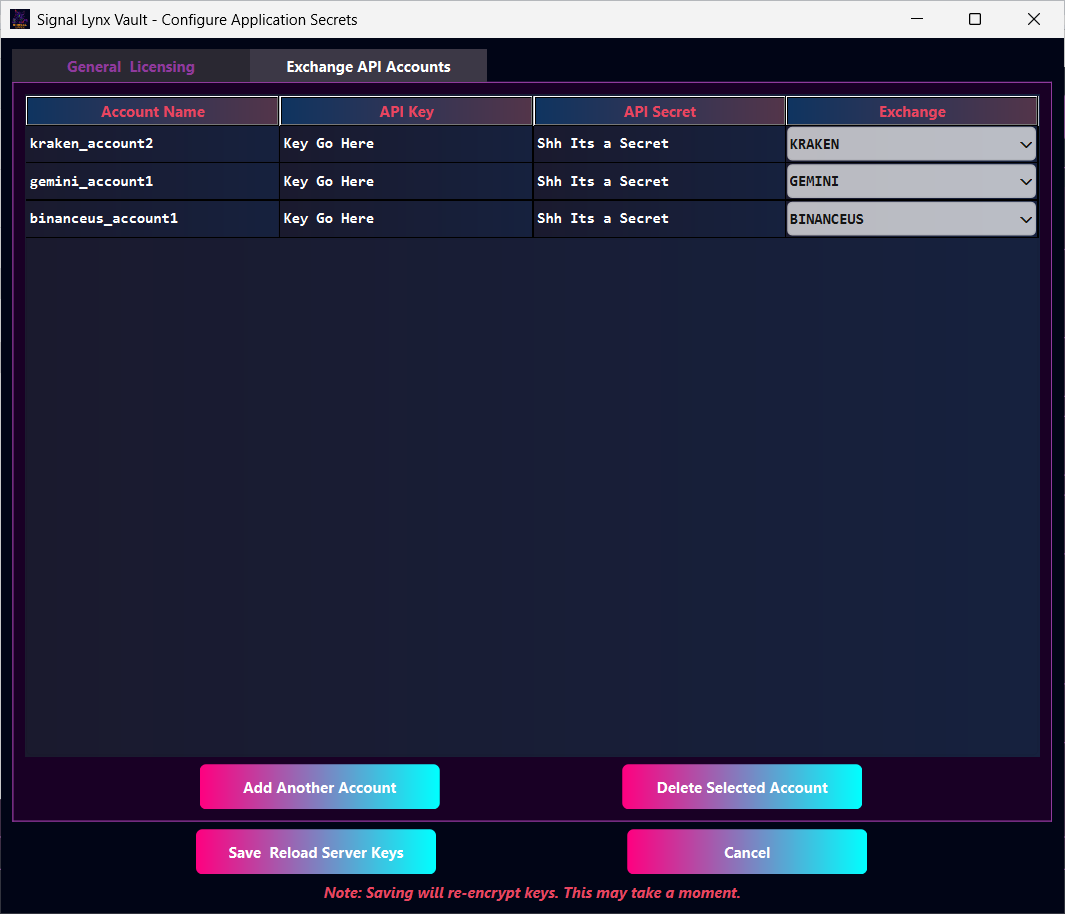 Signal Lynx Vault - Configure Application Secrets
General  Licensing Exchange API Accounts
Account Name API Key API Secret Exchange
kraken_account2 Key Go Here Shh Its a Secret KRAKEN
gemini_account1 Key Go Here Shh Its a Secret GEMINI
binanceus_account1 Key Go Here Shh Its a Secret BINANCEUS
Add Another Account Delete Selected Account
Save  Reload Server Keys Cancel
Note: Saving will re-encrypt keys. This may take a moment.